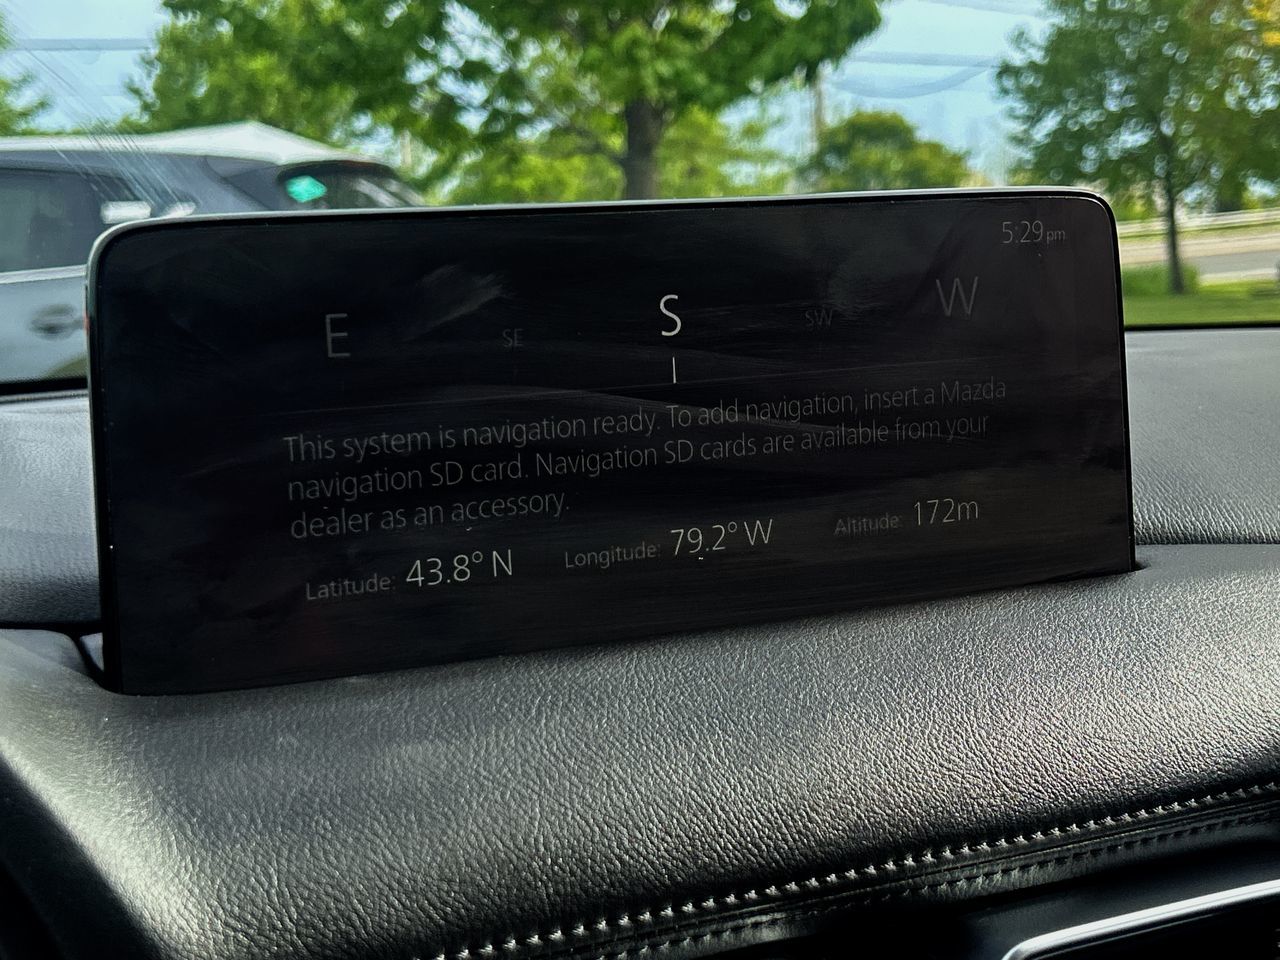 5:29 pm
E SE S SW W
This system is navigation ready. To add navigation, insert a Mazda
navigation SD card. Navigation SD cards are available from your
dealer as an accessory.
Latitude: 43.8° N Longitude: 79.2° W Altitude: 172m